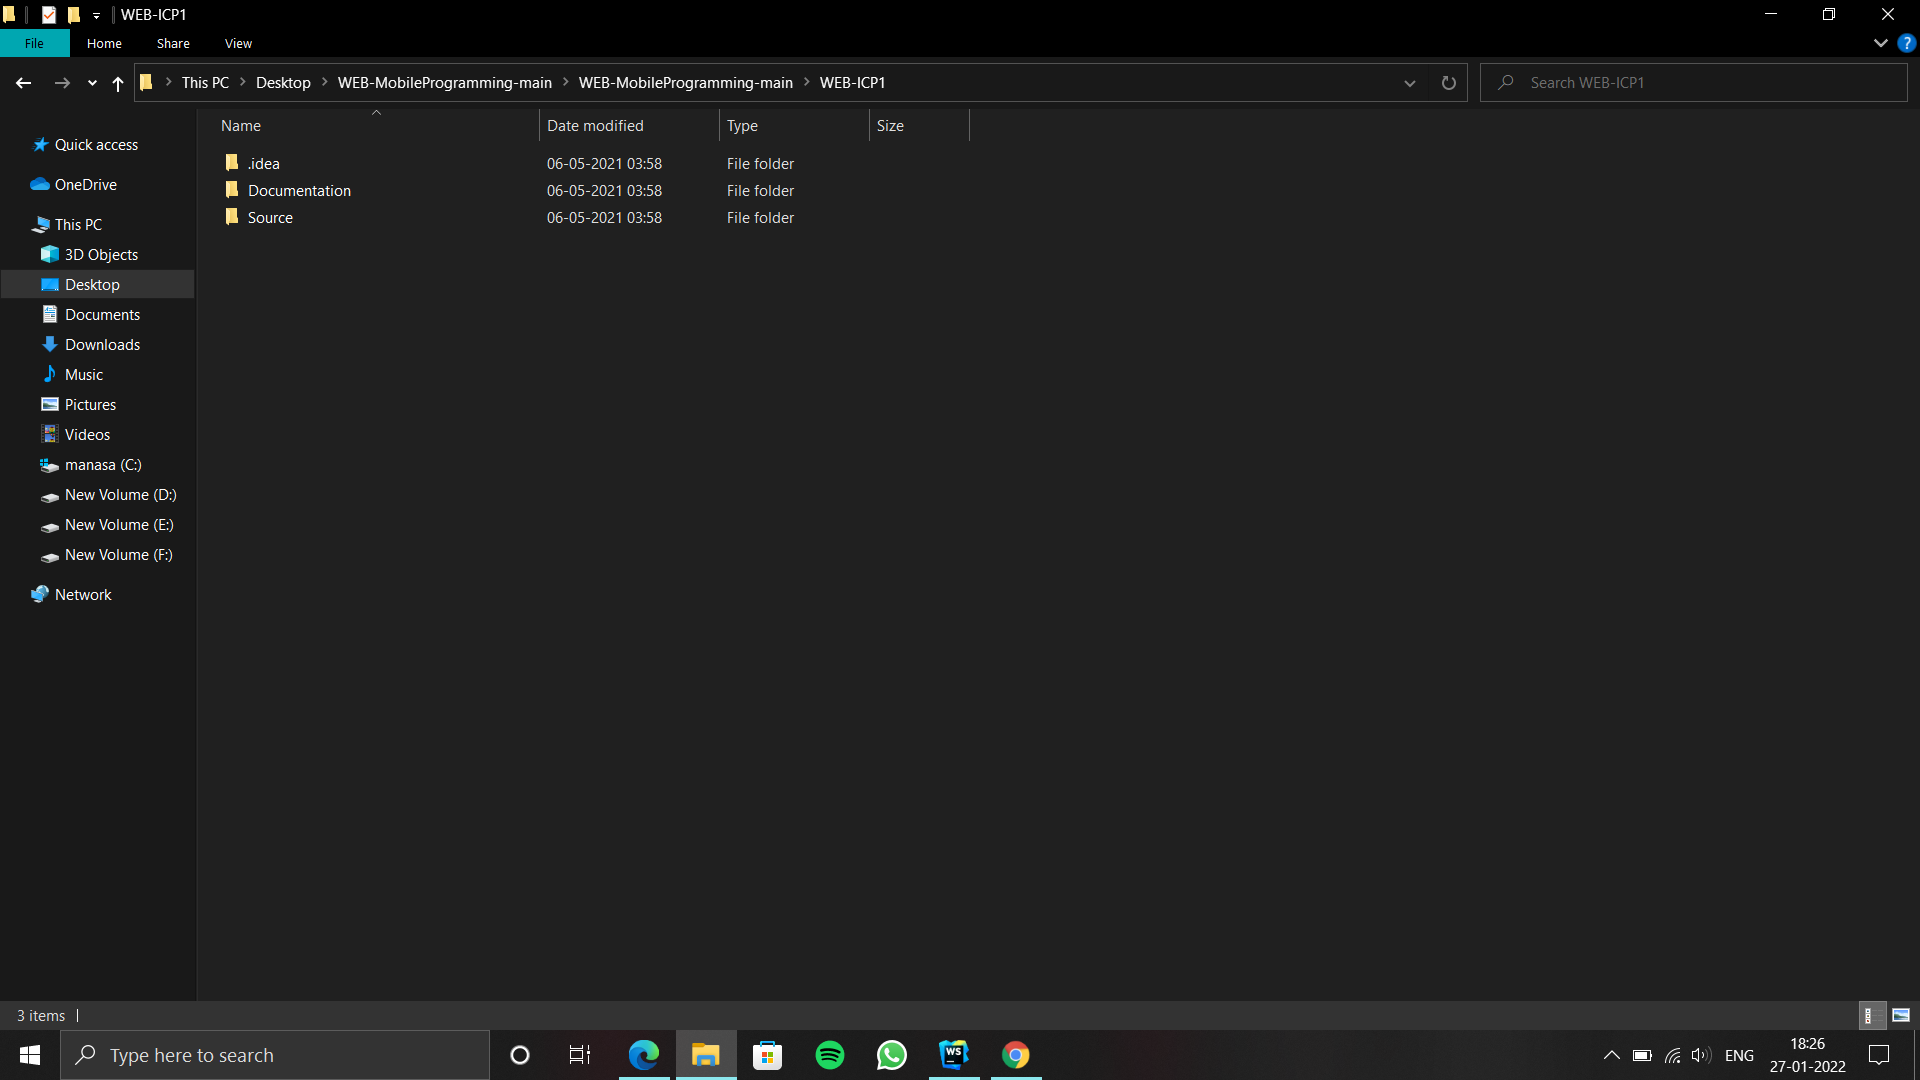 WEB-ICP1
File Home Share View
?
This PC Desktop WEB-MobileProgramming-main WEB-MobileProgramming-main WEB-ICP1
Search WEB-ICP1
Name Date modified Type Size
.idea 06-05-2021 03:58 File folder
Documentation 06-05-2021 03:58 File folder
Source 06-05-2021 03:58 File folder
Quick access
OneDrive
This PC
3D Objects
Desktop
Documents
Downloads
Music
Pictures
Videos
manasa (C:)
New Volume (D:)
New Volume (E:)
New Volume (F:)
Network
3 items
Type here to search
WS
ENG
18:26
27-01-2022